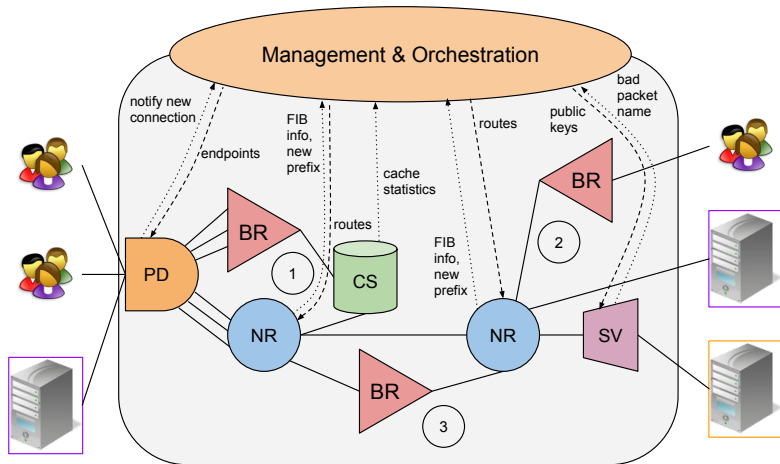 Management & Orchestration
notify new
connection
endpoints
FIB
info,
new
prefix
routes
cache
statistics
routes
public
keys
bad
packet
name
BR
BR
PD
1
CS
2
FIB
info,
new
prefix
NR
NR
SV
BR
3